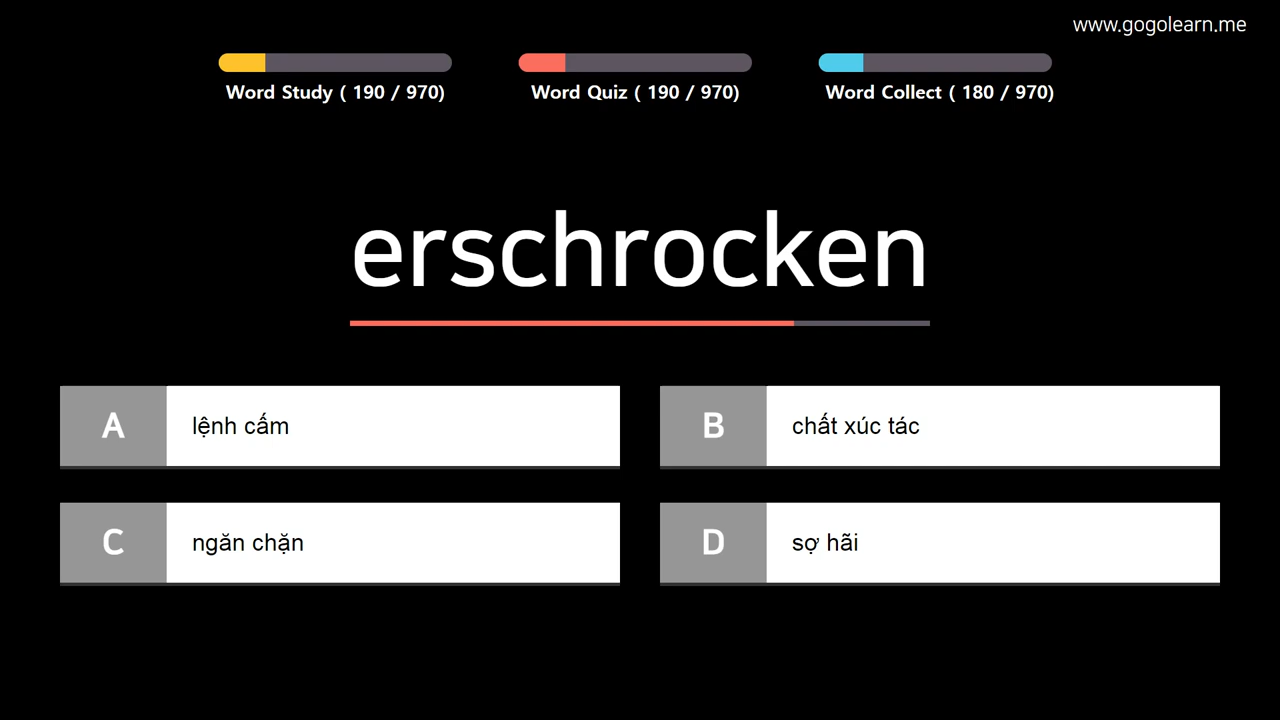 www.gogolearn.me
Word Study ( 190 / 970)
Word Quiz ( 190 / 970)
Word Collect ( 180 / 970)
erschrocken
A lệnh cấm
B chất xúc tác
C ngăn chặn
D sợ hãi